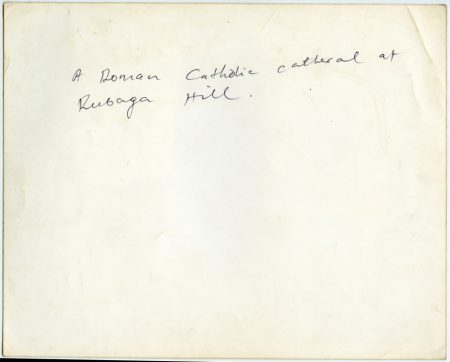 A Roman Catholic catheral at
Rubaga Hill.